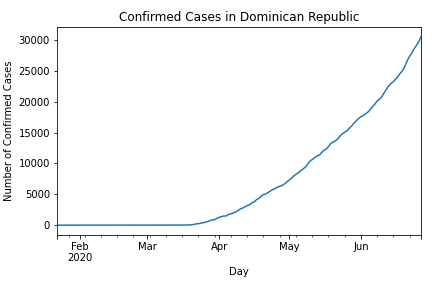 Confirmed Cases in Dominican Republic
30000
25000
20000
15000
10000
5000
0
Number of Confirmed Cases
Feb Mar Apr May Jun
2020
Day